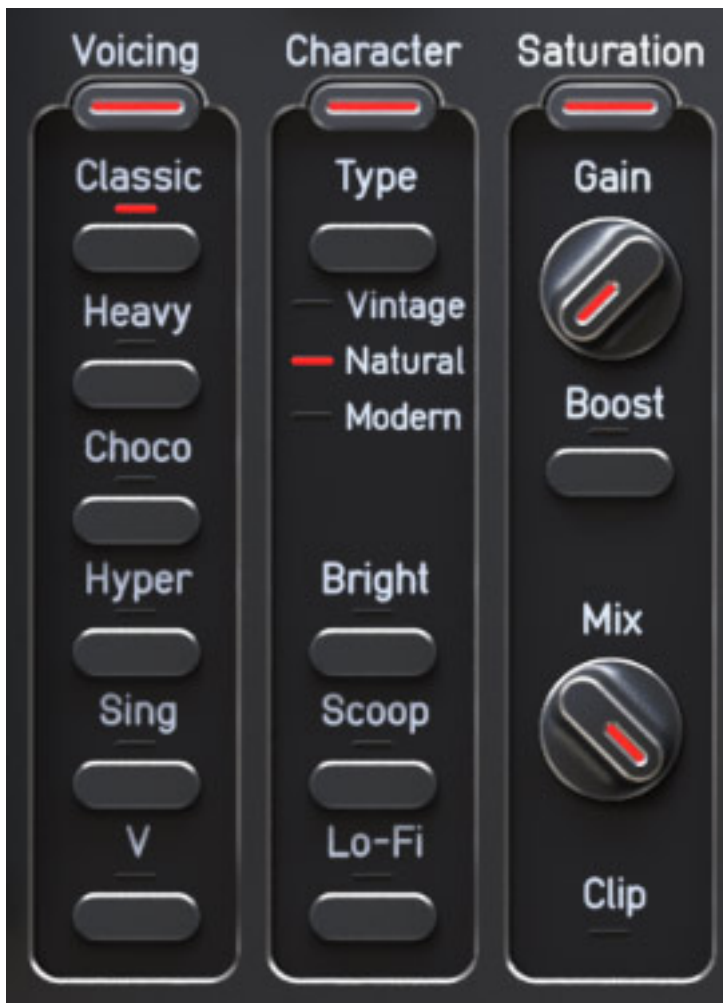 Voicing
Classic
Heavy
Choco
Hyper
Sing
V
Character
Type
Vintage
Natural
Modern
Bright
Scoop
Lo-Fi
Saturation
Gain
Boost
Mix
Clip